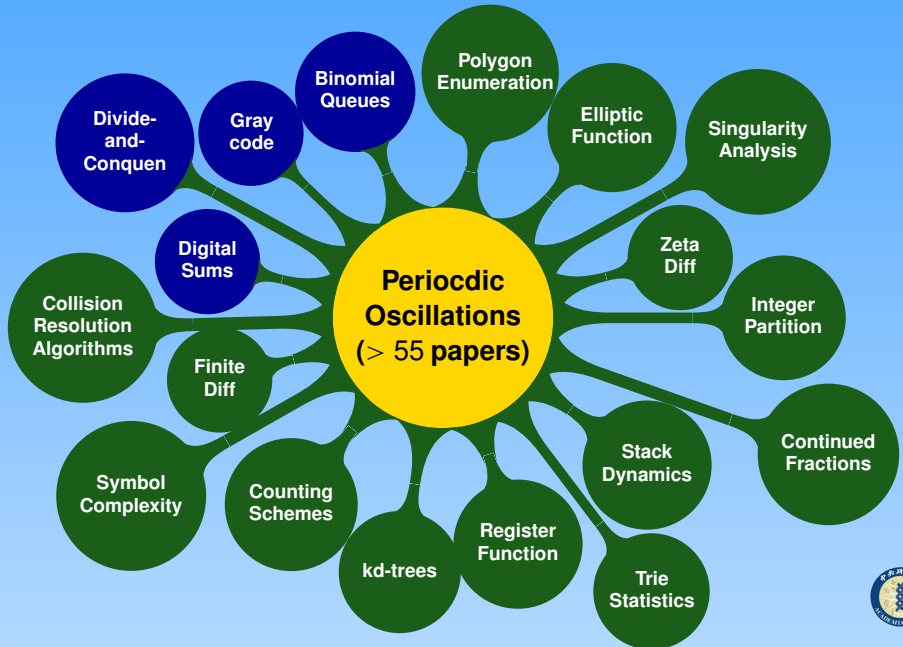 Polygon
Enumeration
Binomial
Queues
Elliptic
Function
Gray
code
Divide-
and-
Conquen
Singularity
Analysis
Digital
Sums
Zeta
Diff
Periocdic
Oscillations
(> 55 papers)
Collision
Resolution
Algorithms
Integer
Partition
Finite
Diff
Continued
Fractions
Stack
Dynamics
Symbol
Complexity
Counting
Schemes
Register
Function
kd-trees
Trie
Statistics